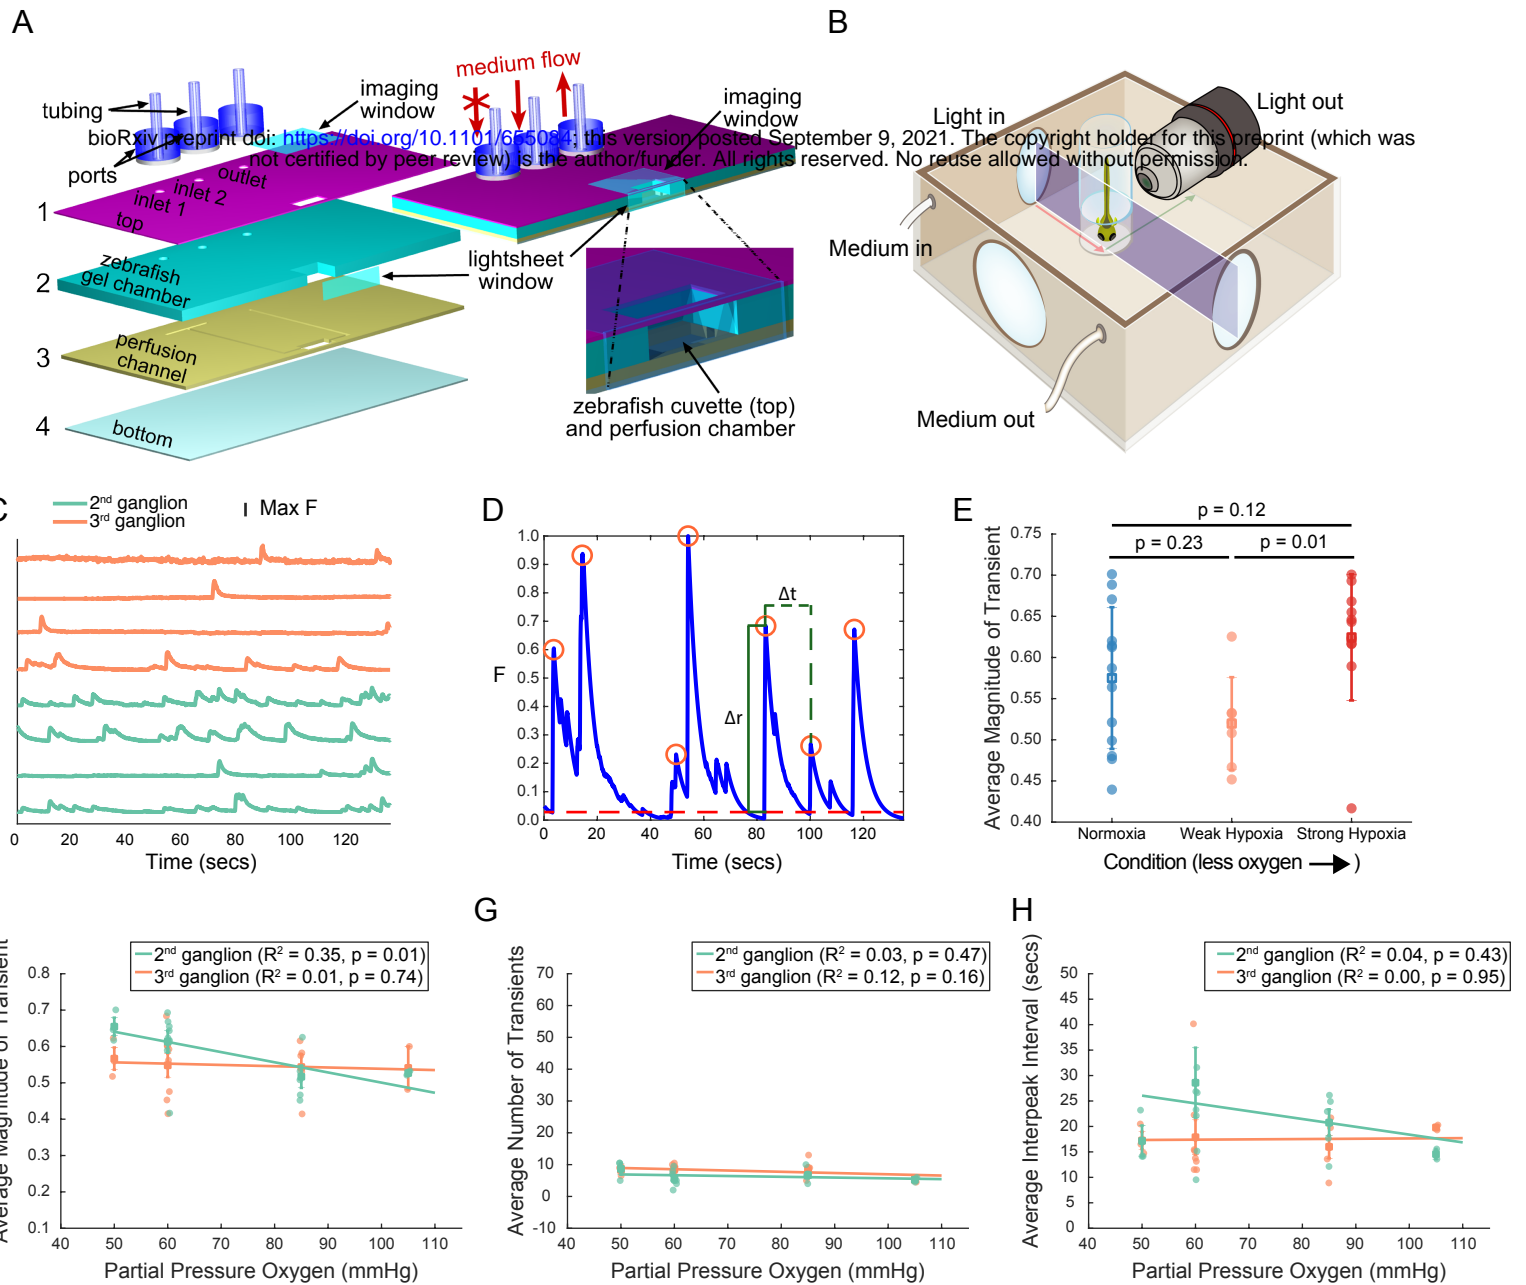 A
B
medium flow
tubing
imaging
window
imaging
window
Light in
Light out
bioRxiv preprint doi: https://doi.org/10.1101/655084; this version posted September 9, 2021. The copyright holder for this preprint (which was
not certified by peer review) is the author/funder. All rights reserved. No reuse allowed without permission.
ports
outlet
inlet 2
inlet 1
top
1
zebrafish
gel chamber
2
lightsheet
window
Medium in
perfusion
channel
3
zebrafish cuvette (top)
and perfusion chamber
Medium out
bottom
4
C
2nd ganglion
3rd ganglion
Max F
0 20 40 60 80 100 120
Time (secs)
D
F
1.0
0.9
0.8
0.7
0.6
0.5
0.4
0.3
0.2
0.1
0.0
Δt
Δr
0 20 40 60 80 100 120
Time (secs)
E
p = 0.12
p = 0.23
p = 0.01
Average Magnitude of Transient
0.75
0.70
0.65
0.60
0.55
0.50
0.45
0.40
Normoxia Weak Hypoxia Strong Hypoxia
Condition (less oxygen )
2nd ganglion (R2 = 0.35, p = 0.01)
3rd ganglion (R2 = 0.01, p = 0.74)
Average Magnitude of Transient
0.8
0.7
0.6
0.5
0.4
0.3
0.2
0.1
40 50 60 70 80 90 100 110
Partial Pressure Oxygen (mmHg)
G
2nd ganglion (R2 = 0.03, p = 0.47)
3rd ganglion (R2 = 0.12, p = 0.16)
Average Number of Transients
70
60
50
40
30
20
10
0
-10
40 50 60 70 80 90 100 110
Partial Pressure Oxygen (mmHg)
H
2nd ganglion (R2 = 0.04, p = 0.43)
3rd ganglion (R2 = 0.00, p = 0.95)
Average Interpeak Interval (secs)
50
45
40
35
30
25
20
15
10
5
0
40 50 60 70 80 90 100 110
Partial Pressure Oxygen (mmHg)